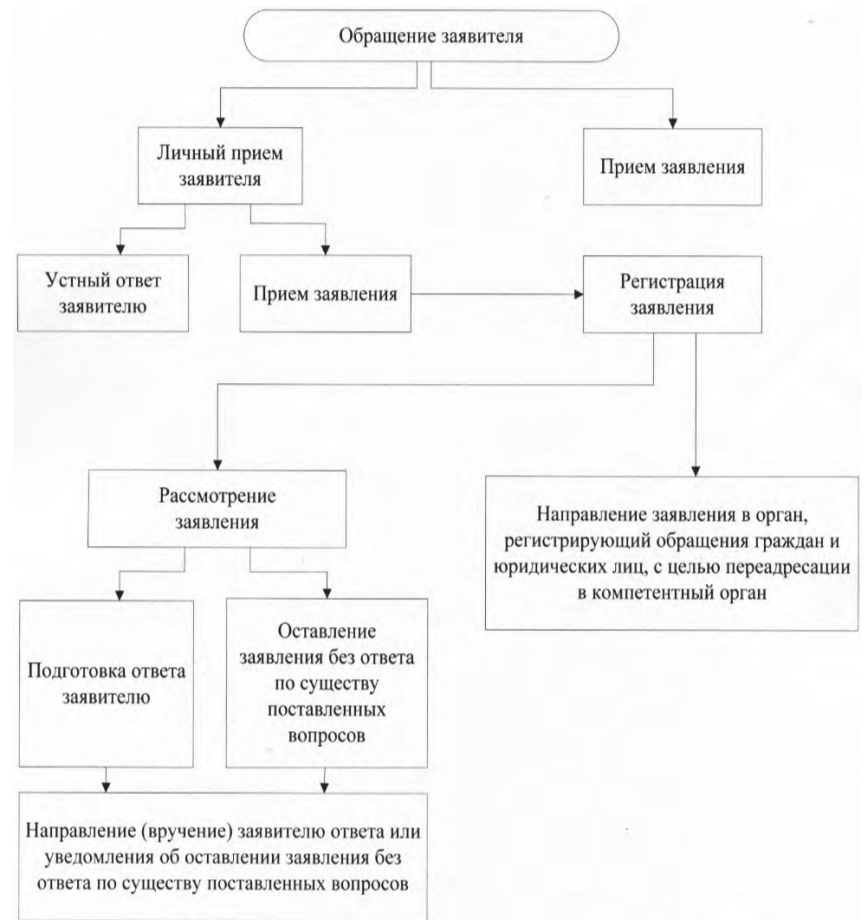 Обращение заявителя
Личный прием
заявителя
Прием заявления
Устный ответ
заявителю
Прием заявления
Регистрация
заявления
Рассмотрение
заявления
Направление заявления в орган,
регистрирующий обращения граждан и
юридических лиц, с целью переадресации
в компетентный орган
Подготовка ответа
заявителю
Оставление
заявления без ответа
по существу
поставленных
вопросов
Направление (вручение) заявителю ответа или
уведомления об оставлении заявления без
ответа по существу поставленных вопросов